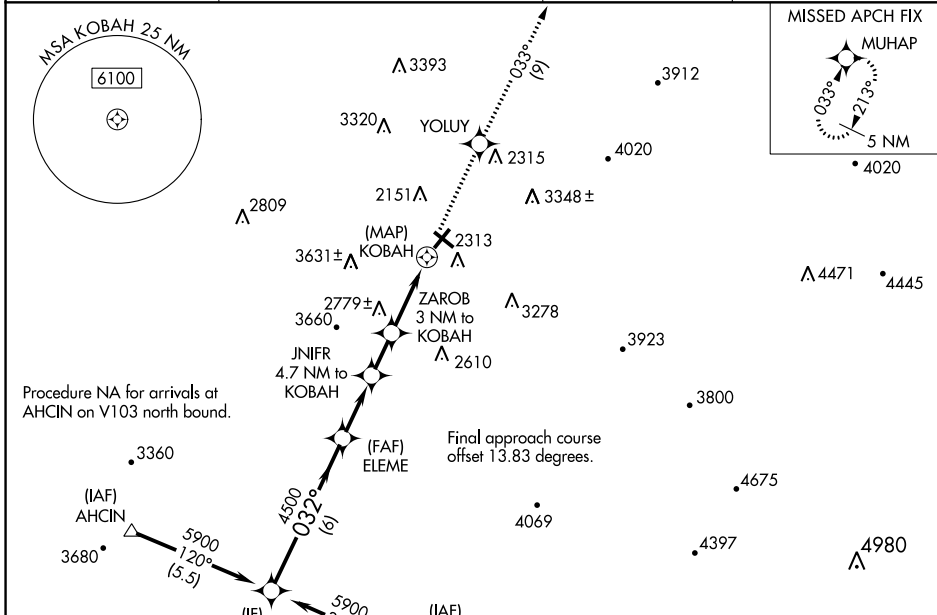 MSA KOBAH 25 NM
6100
MISSED APCH FIX
MUHAP
033°
213°
5 NM
033°
(9)
3393
3912
3320
YOLUY
2315
4020
4020
2151
3348 ±
2809
(MAP)
KOBAH
2313
3631±
4471
4445
2779±
ZAROB
3 NM to
KOBAH
3278
3660
3923
JNIFR
4.7 NM to
KOBAH
2610
Procedure NA for arrivals at
AHCIN on V103 north bound.
3800
(FAF)
ELEME
Final approach course
offset 13.83 degrees.
3360
4675
(IAF)
AHCIN
4500
032°
(6)
4069
3680
5900
120°
(5.5)
4397
4980
5900
(IAF)